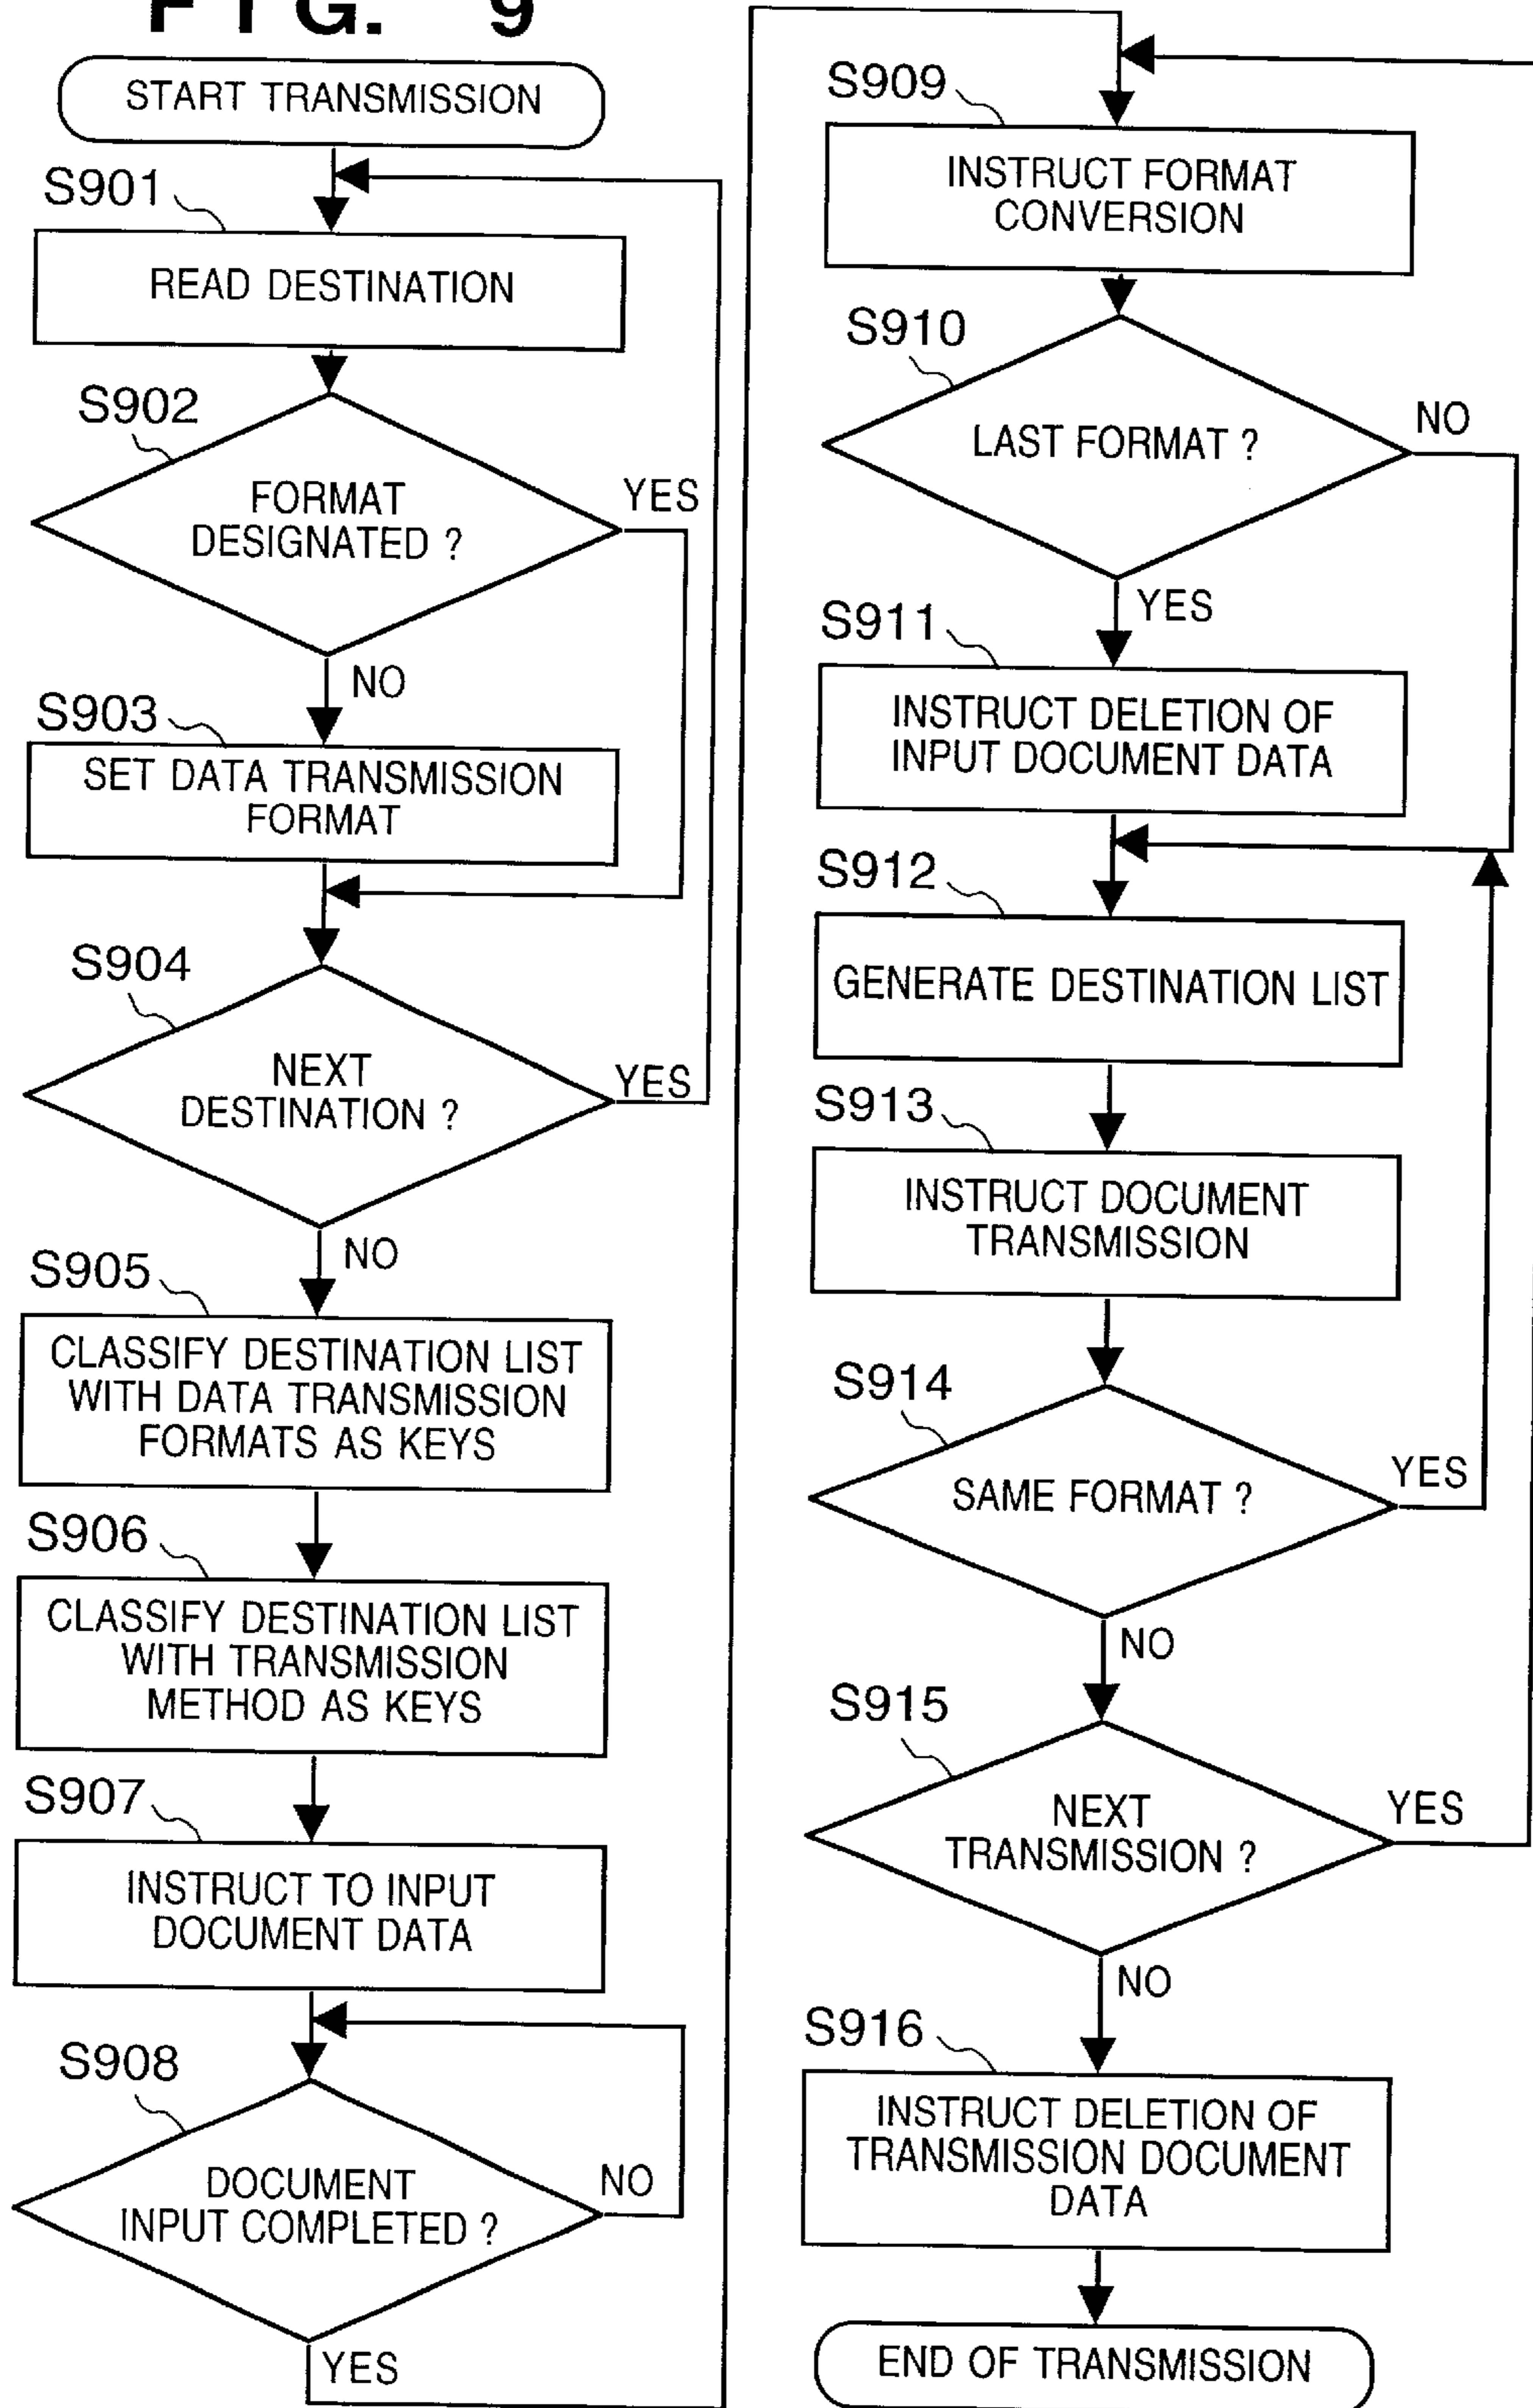 FIG. 9
START TRANSMISSION
S901
READ DESTINATION
S902
FORMAT
DESIGNATED ?
YES
NO
S903
SET DATA TRANSMISSION
FORMAT
S904
NEXT
DESTINATION ?
YES
NO
S905
CLASSIFY DESTINATION LIST
WITH DATA TRANSMISSION
FORMATS AS KEYS
S906
CLASSIFY DESTINATION LIST
WITH TRANSMISSION
METHOD AS KEYS
S907
INSTRUCT TO INPUT
DOCUMENT DATA
S908
DOCUMENT
INPUT COMPLETED ?
NO
YES
S909
INSTRUCT FORMAT
CONVERSION
S910
LAST FORMAT ?
NO
YES
S911
INSTRUCT DELETION OF
INPUT DOCUMENT DATA
S912
GENERATE DESTINATION LIST
S913
INSTRUCT DOCUMENT
TRANSMISSION
S914
SAME FORMAT ?
YES
NO
S915
NEXT
TRANSMISSION ?
YES
NO
S916
INSTRUCT DELETION OF
TRANSMISSION DOCUMENT
DATA
END OF TRANSMISSION